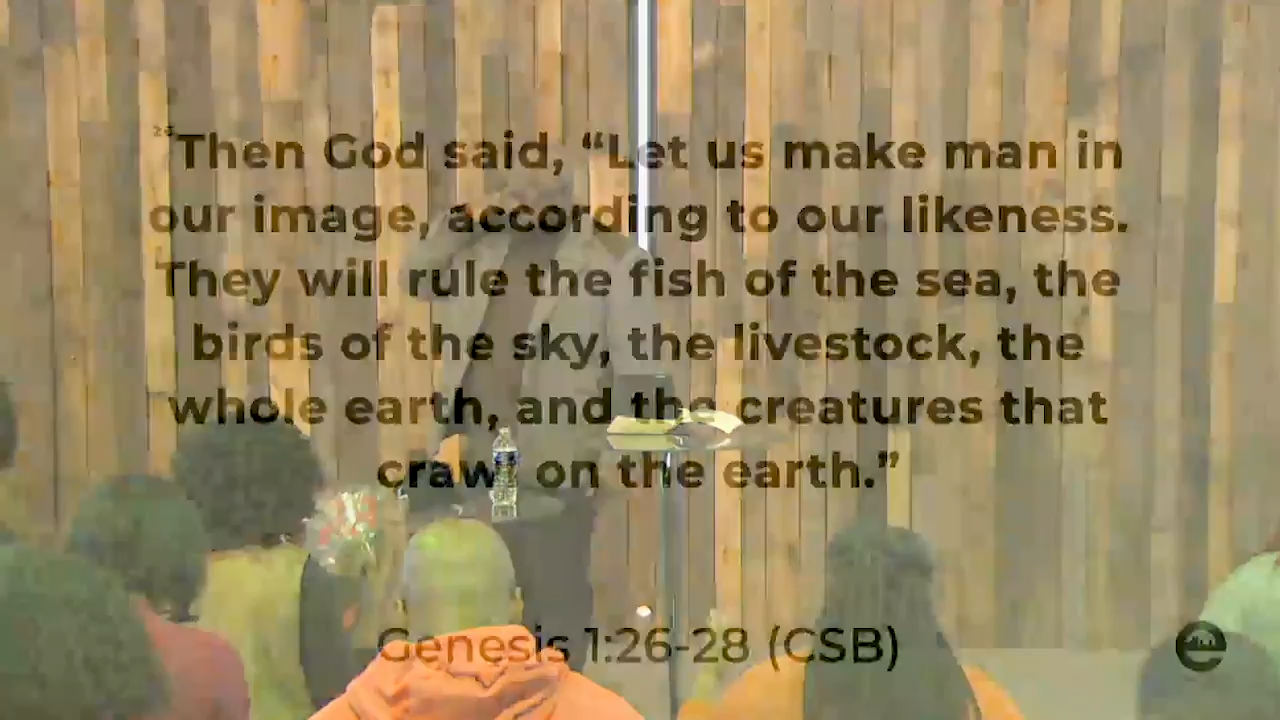 26Then God said, “Let us make man in
our image, according to our likeness.
They will rule the fish of the sea, the
birds of the sky, the livestock, the
whole earth, and the creatures that
crawl on the earth.”
Genesis 1:26-28 (CSB)